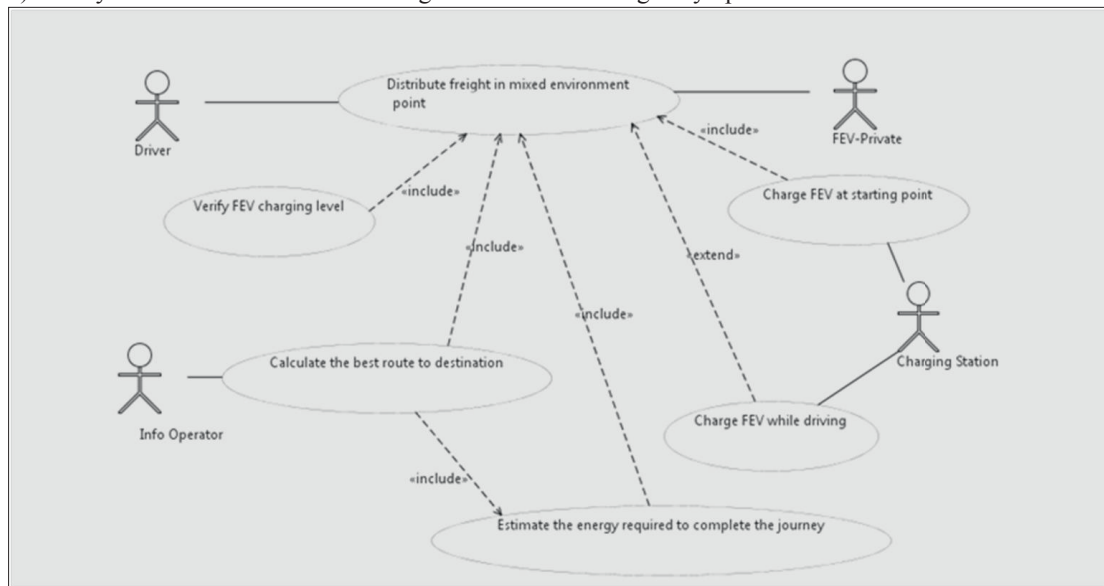 Distribute freight in mixed environment
point
Driver
FEV-Private
«include»
Charge FEV at starting point
«include»
Verify FEV charging level
«include»
«extend»
«include»
Calculate the best route to destination
Charging Station
Info Operator
Charge FEV while driving
«include»
Estimate the energy required to complete the journey